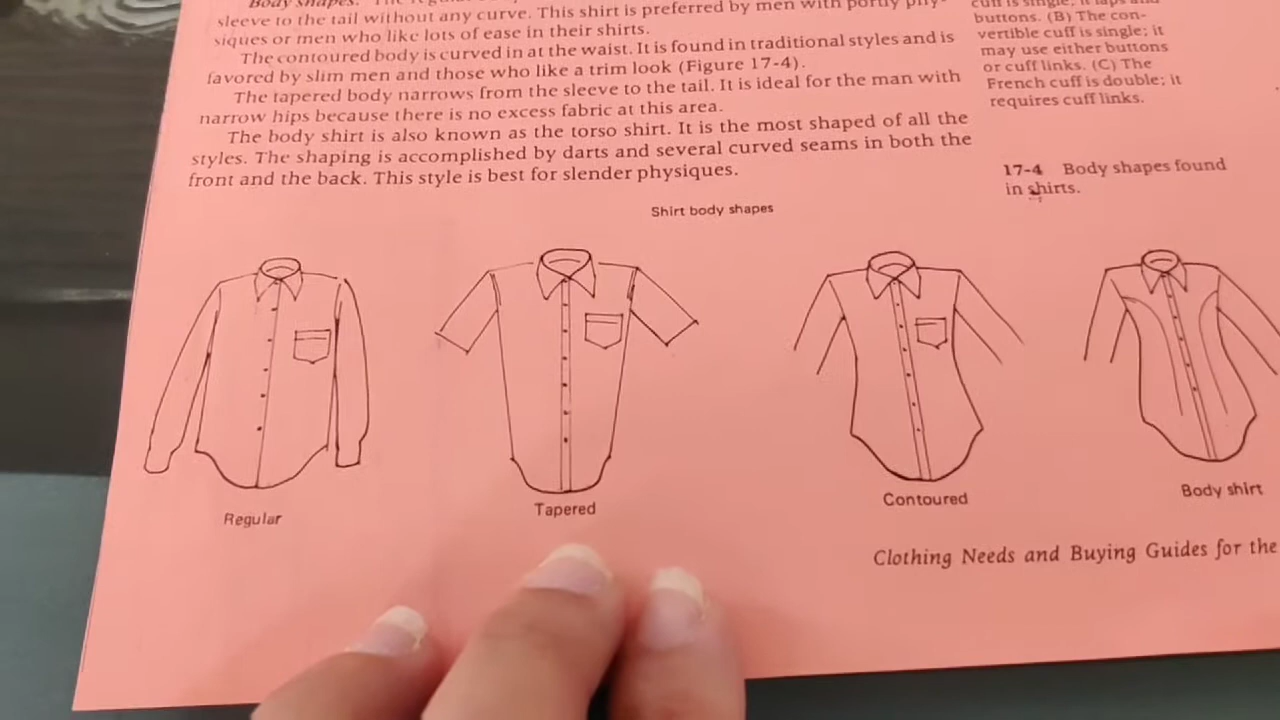 Body shapes. The
sleeve to the tail without any curve. This shirt is preferred by men with portly phy-
siques or men who like lots of ease in their shirts.
The contoured body is curved in at the waist. It is found in traditional styles and is
favored by slim men and those who like a trim look (Figure 17-4).
The tapered body narrows from the sleeve to the tail. It is ideal for the man with
narrow hips because there is no excess fabric at this area.
The body shirt is also known as the torso shirt. It is the most shaped of all the
styles. The shaping is accomplished by darts and several curved seams in both the
front and the back. This style is best for slender physiques.
cuff is single; it laps and
buttons. (B) The con-
vertible cuff is single; it
may use either buttons
or cuff links. (C) The
French cuff is double; it
requires cuff links.
17-4 Body shapes found
in shirts.
Shirt body shapes
Regular
Tapered
Contoured
Body shirt
Clothing Needs and Buying Guides for the